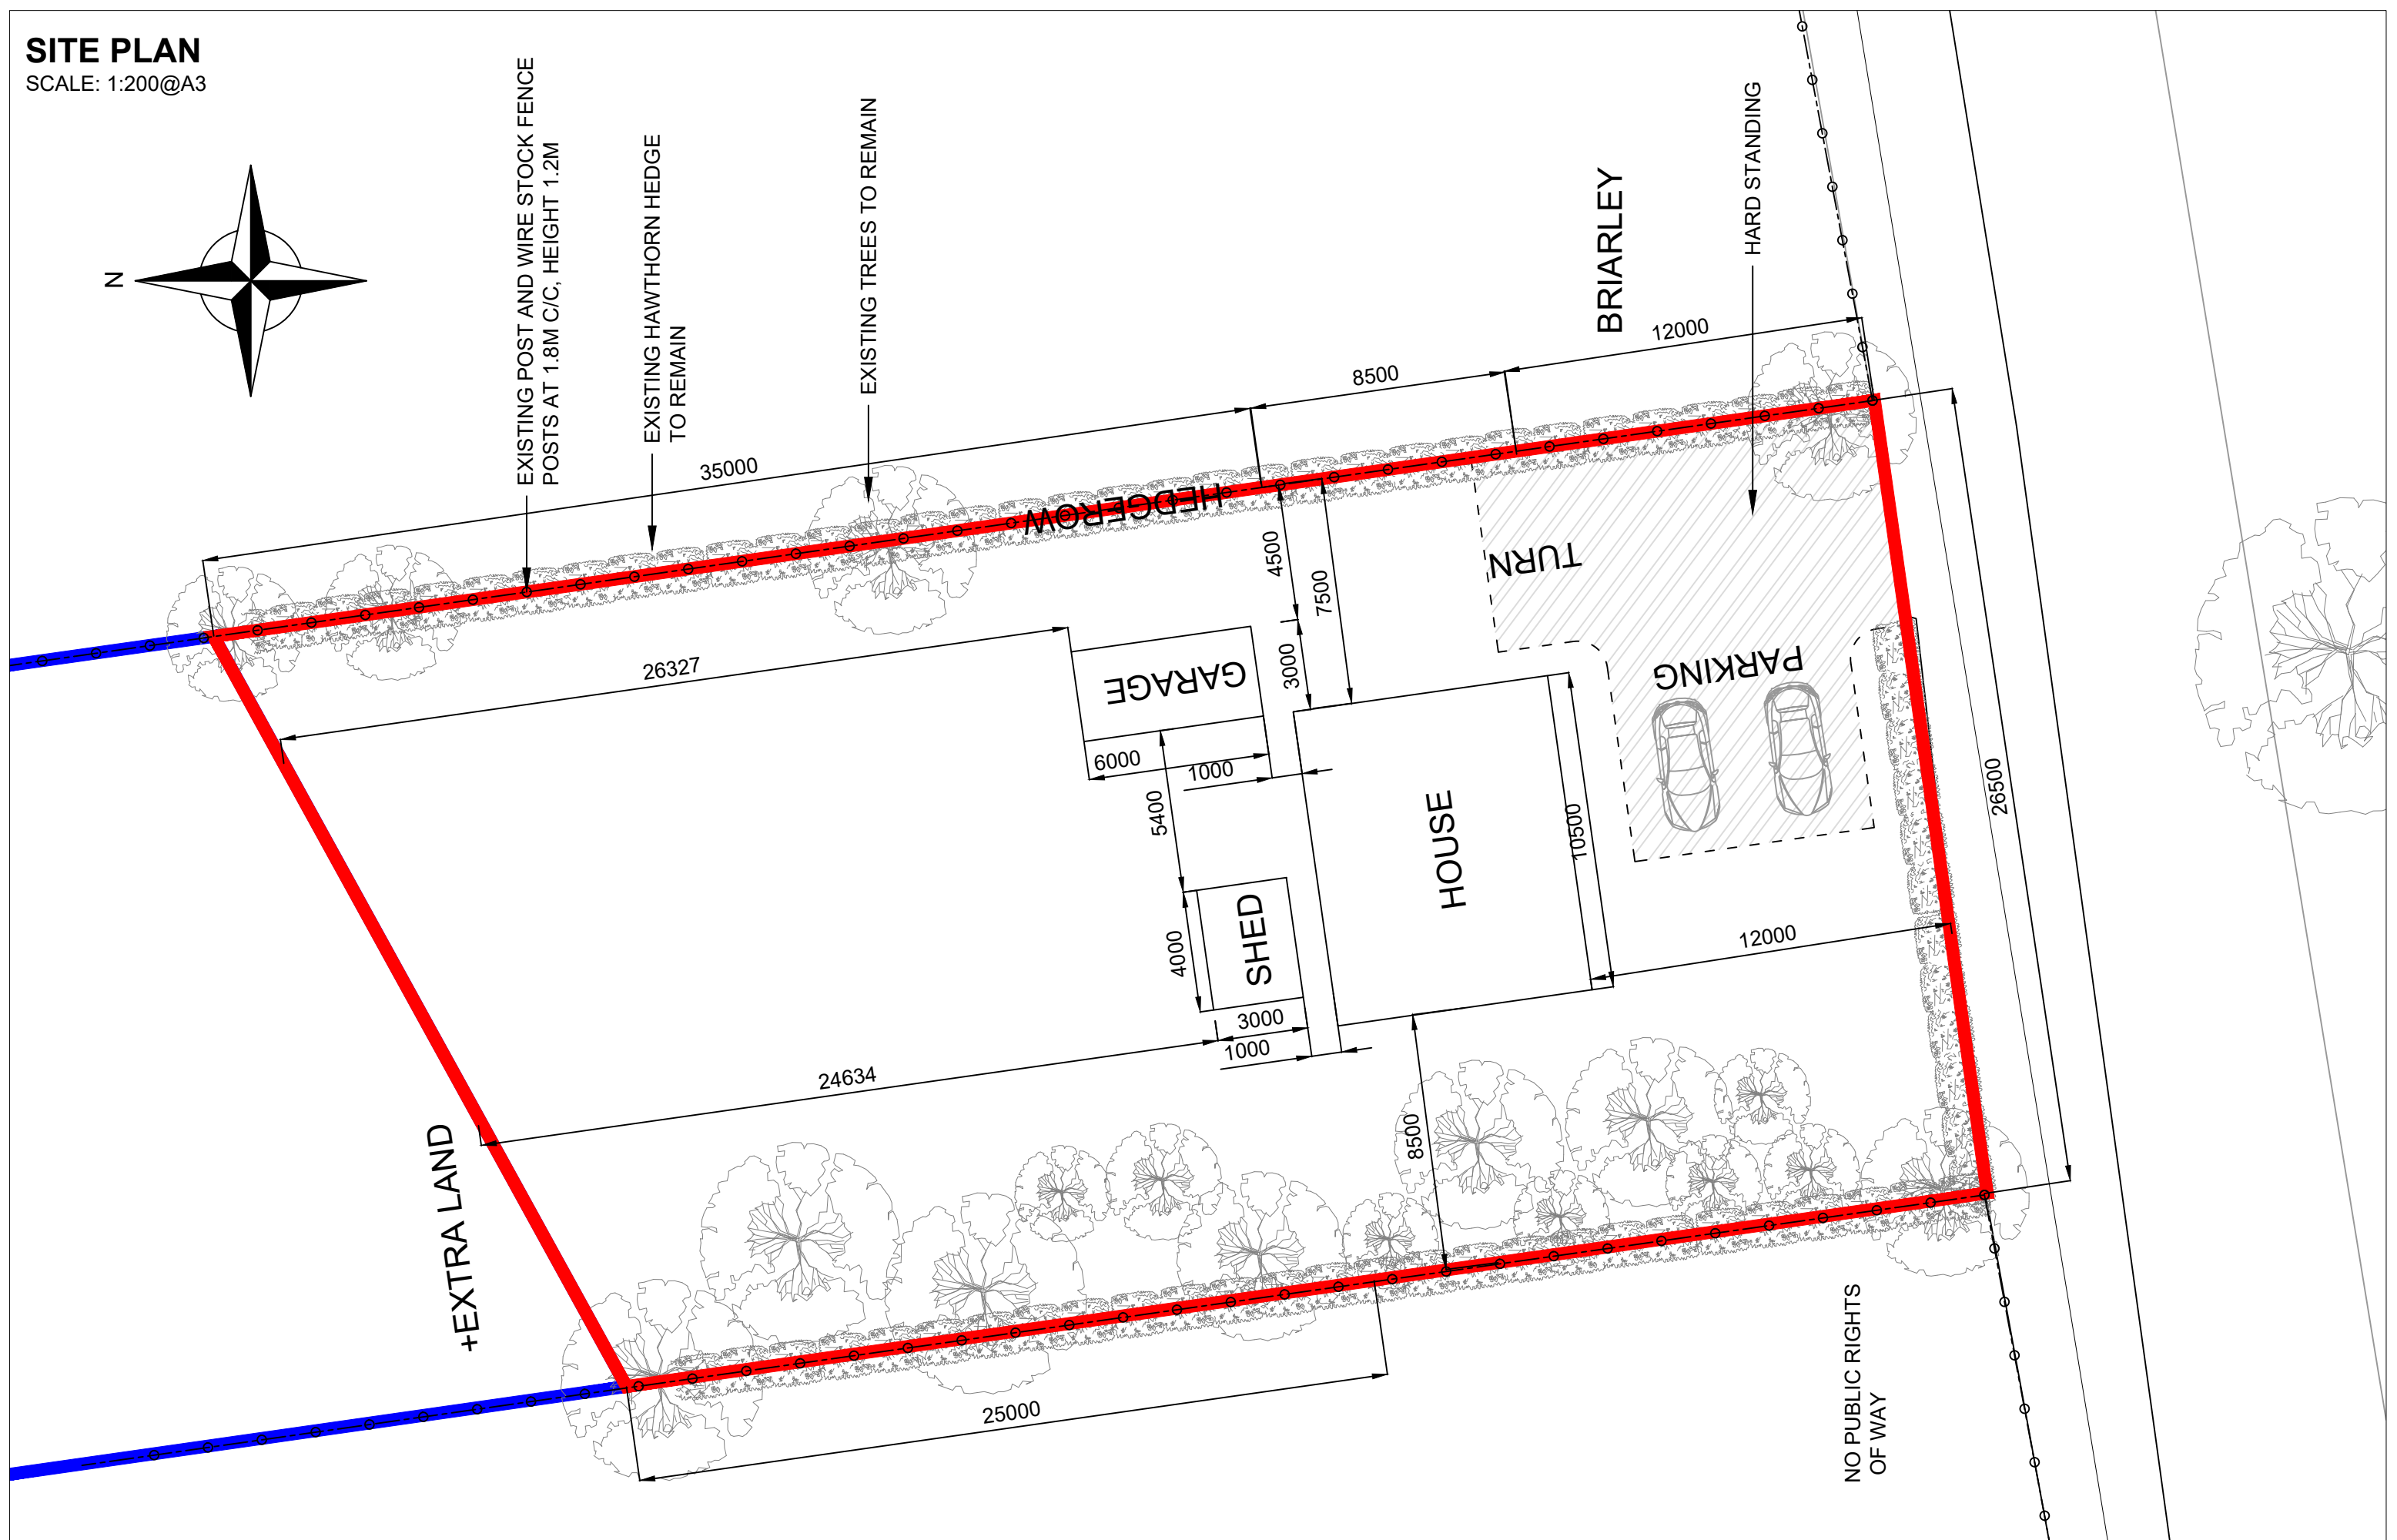 SITE PLAN
SCALE: 1:200@A3
N
EXISTING POST AND WIRE STOCK FENCE
POSTS AT 1.8M C/C, HEIGHT 1.2M
EXISTING HAWTHORN HEDGE
TO REMAIN
EXISTING TREES TO REMAIN
BRIARLEY
HARD STANDING
12000
8500
35000
HEDGEROW
4500
7500
3000
TURN
PARKING
GARAGE
26327
6000
1000
5400
HOUSE
10500
26500
SHED
4000
3000
1000
12000
24634
8500
+EXTRA LAND
25000
NO PUBLIC RIGHTS
OF WAY